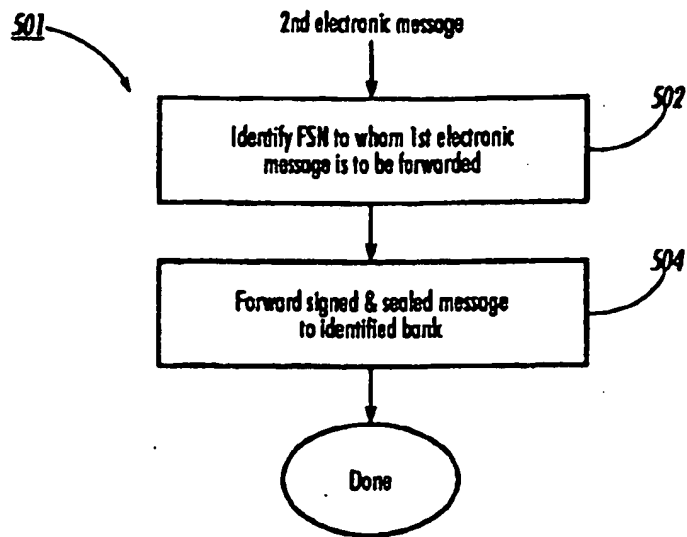 501
2nd electronic message
502
Identify FSN to whom 1st electronic
message is to be forwarded
504
Forward signed & sealed message
to identified bank
Done